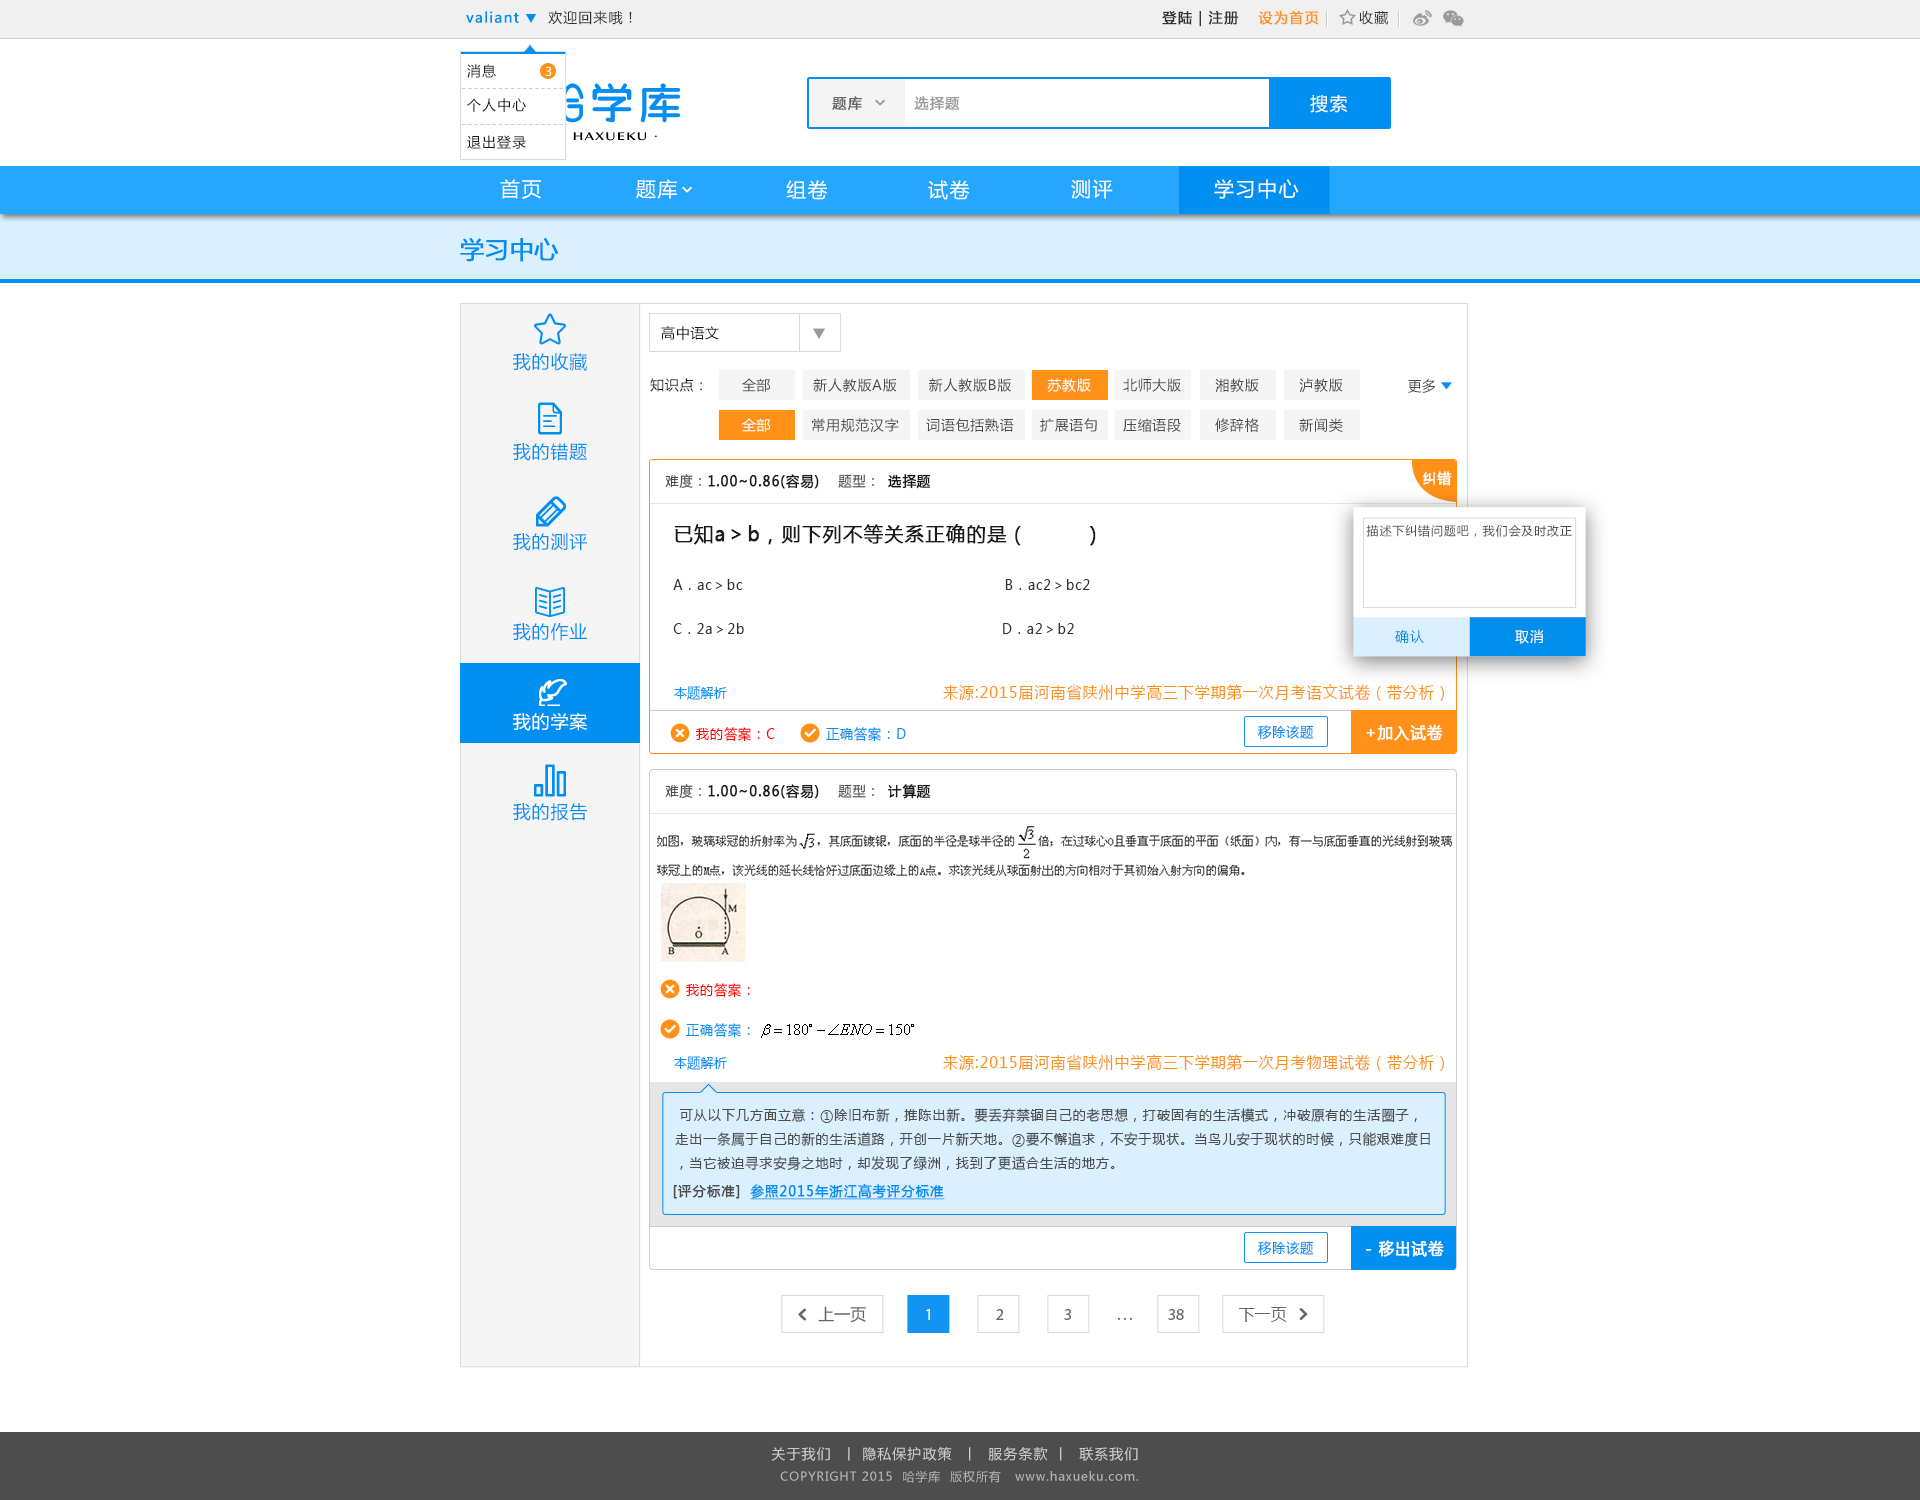 valiant ▼ 欢迎回来哦！
登陆 | 注册 设为首页 收藏
消息 3
个人中心
退出登录
哈学库
HAXUEKU ·
题库 选择题 搜索
首页 题库 组卷 试卷 测评 学习中心
学习中心
我的收藏
我的错题
我的测评
我的作业
我的学案
我的报告
高中语文 ▼
知识点： 全部 新人教版A版 新人教版B版 苏教版 北师大版 湘教版 泸教版 更多
全部 常用规范汉字 词语包括熟语 扩展语句 压缩语段 修辞格 新闻类
难度：1.00~0.86(容易) 题型： 选择题 纠错
已知a＞b，则下列不等关系正确的是（ ）
A．ac＞bc B．ac2＞bc2
C．2a＞2b D．a2＞b2
描述下纠错问题吧，我们会及时改正
确认 取消
本题解析 来源:2015届河南省陕州中学高三下学期第一次月考语文试卷（带分析）
我的答案：C 正确答案：D 移除该题 +加入试卷
难度：1.00~0.86(容易) 题型： 计算题
如图，玻璃球冠的折射率为√3，其底面镀银，底面的半径是球半径的√3/2倍；在过球心O且垂直于底面的平面（纸面）内，有一与底面垂直的光线射到玻璃
球冠上的M点，该光线的延长线恰好过底面边缘上的A点。求该光线从球面射出的方向相对于其初始入射方向的偏角。
M
O
B A
我的答案：
正确答案： β=180°−∠ENO=150°
本题解析 来源:2015届河南省陕州中学高三下学期第一次月考物理试卷（带分析）
可从以下几方面立意：①除旧布新，推陈出新。要丢弃禁锢自己的老思想，打破固有的生活模式，冲破原有的生活圈子，
走出一条属于自己的新的生活道路，开创一片新天地。②要不懈追求，不安于现状。当鸟儿安于现状的时候，只能艰难度日
，当它被迫寻求安身之地时，却发现了绿洲，找到了更适合生活的地方。
[评分标准] 参照2015年浙江高考评分标准
移除该题 - 移出试卷
上一页 1 2 3 … 38 下一页
关于我们 | 隐私保护政策 | 服务条款 | 联系我们
COPYRIGHT 2015 哈学库 版权所有 www.haxueku.com.